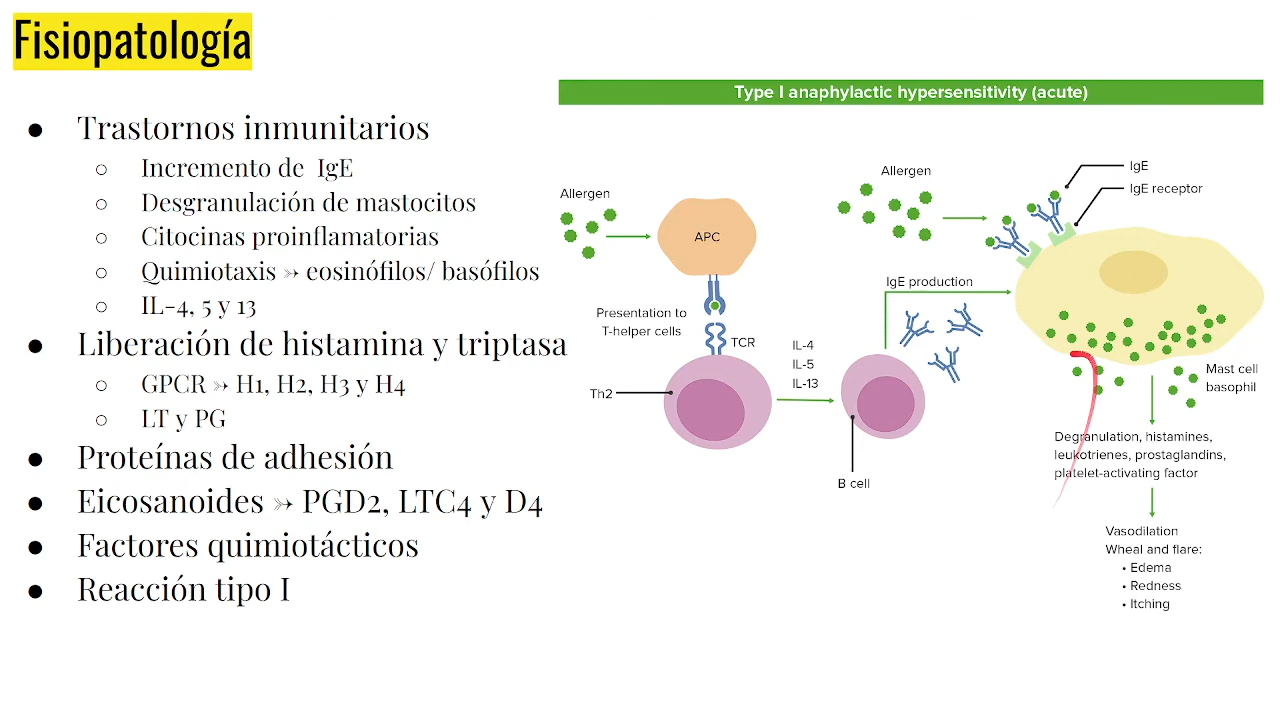 Fisiopatología
● Trastornos inmunitarios
○ Incremento de IgE
○ Desgranulación de mastocitos
○ Citocinas proinflamatorias
○ Quimiotaxis ➳ eosinófilos/ basófilos
○ IL-4, 5 y 13
● Liberación de histamina y triptasa
○ GPCR ➳ H1, H2, H3 y H4
○ LT y PG
● Proteínas de adhesión
● Eicosanoides ➳ PGD2, LTC4 y D4
● Factores quimiotácticos
● Reacción tipo I
Type I anaphylactic hypersensitivity (acute)
Allergen
APC
Presentation to
T-helper cells
TCR
Th2
IL-4
IL-5
IL-13
B cell
IgE production
Allergen
IgE
IgE receptor
Mast cell
basophil
Degranulation, histamines,
leukotrienes, prostaglandins,
platelet-activating factor
Vasodilation
Wheal and flare:
• Edema
• Redness
• Itching